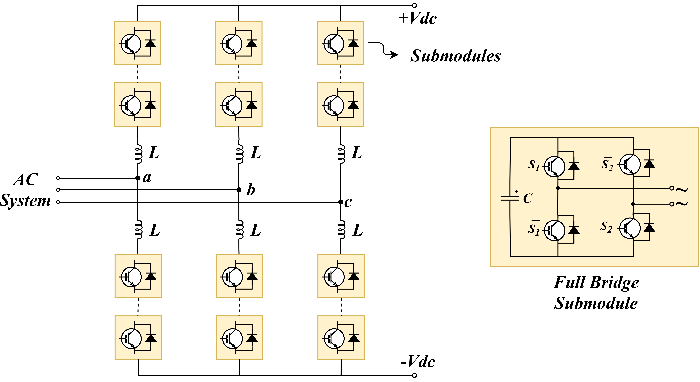 +Vdc
Submodules
L L L
AC
System
a
b
c
L L L
-Vdc
S₁ S̅₂
+
C
S̅₁ S₂
~
~
Full Bridge
Submodule